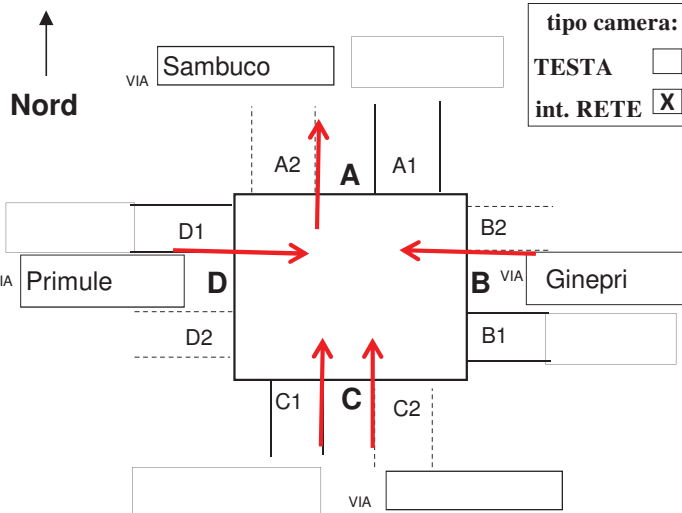 tipo camera:
VIA Sambuco
TESTA
Nord
int. RETE X
A2 A A1
D1 B2
VIA Primule D B VIA Ginepri
D2 B1
C1 C C2
VIA